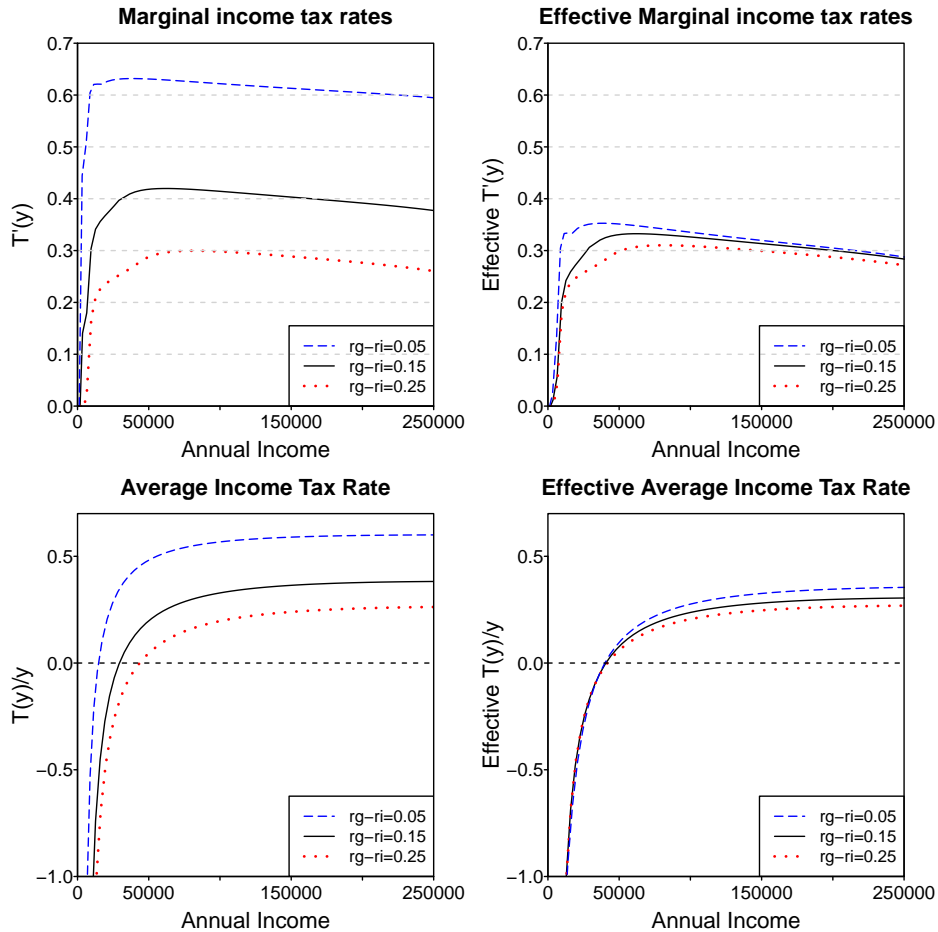 Marginal income tax rates
T'(y)
0.7
0.6
0.5
0.4
0.3
0.2
0.1
0.0
rg−ri=0.05
rg−ri=0.15
rg−ri=0.25
0 50000 150000 250000
Annual Income
Effective Marginal income tax rates
Effective T'(y)
0.7
0.6
0.5
0.4
0.3
0.2
0.1
0.0
rg−ri=0.05
rg−ri=0.15
rg−ri=0.25
0 50000 150000 250000
Annual Income
Average Income Tax Rate
T(y)/y
0.5
0.0
−0.5
−1.0
rg−ri=0.05
rg−ri=0.15
rg−ri=0.25
0 50000 150000 250000
Annual Income
Effective Average Income Tax Rate
Effective T(y)/y
0.5
0.0
−0.5
−1.0
rg−ri=0.05
rg−ri=0.15
rg−ri=0.25
0 50000 150000 250000
Annual Income